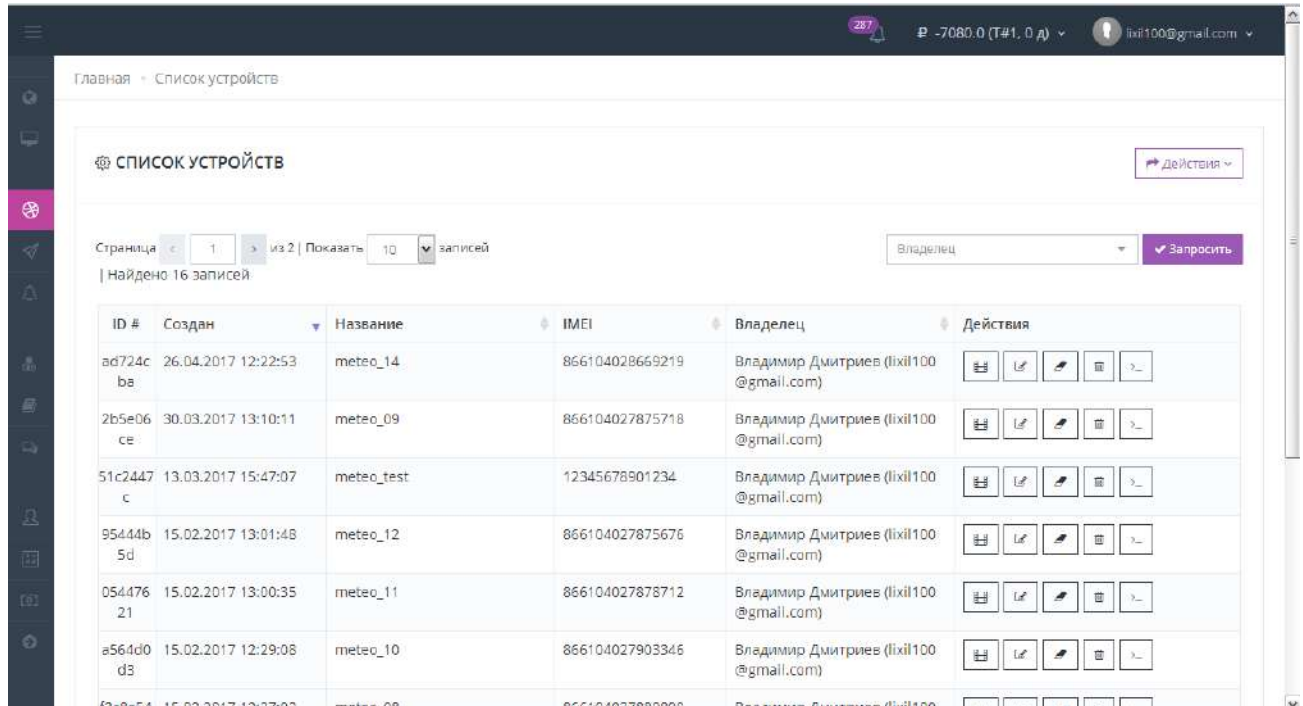 287
₽ -7080.0 (T#1, 0 д)
lixil100@gmail.com
Главная
Список устройств
СПИСОК УСТРОЙСТВ
Действия
Страница < 1 > из 2 | Показать 10 записей
| Найдено 16 записей
Владелец
Запросить
ID # Создан Название IMEI Владелец Действия
ad724c 26.04.2017 12:22:53 meteo_14 866104028669219 Владимир Дмитриев (lixil100
ba @gmail.com)
2b5e06 30.03.2017 13:10:11 meteo_09 866104027875718 Владимир Дмитриев (lixil100
ce @gmail.com)
51c2447 13.03.2017 15:47:07 meteo_test 12345678901234 Владимир Дмитриев (lixil100
c @gmail.com)
95444b 15.02.2017 13:01:48 meteo_12 866104027875676 Владимир Дмитриев (lixil100
5d @gmail.com)
054476 15.02.2017 13:00:35 meteo_11 866104027878712 Владимир Дмитриев (lixil100
21 @gmail.com)
a564d0 15.02.2017 12:29:08 meteo_10 866104027903346 Владимир Дмитриев (lixil100
d3 @gmail.com)